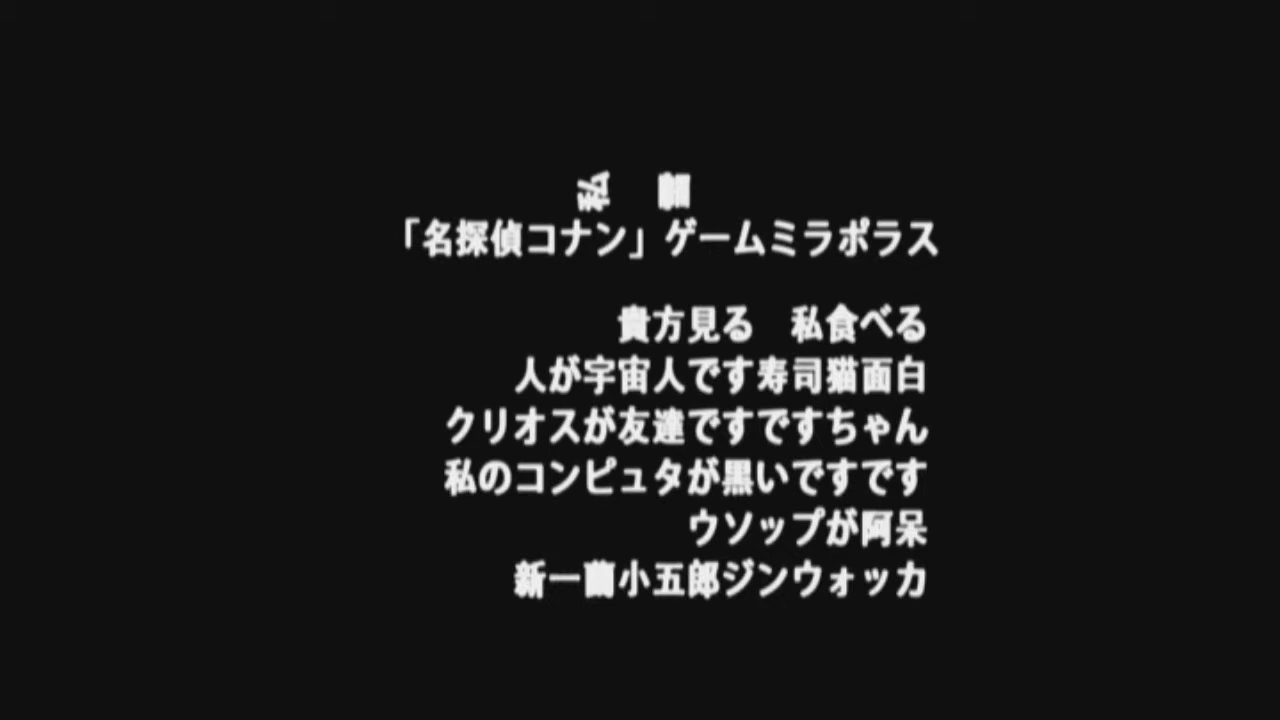 私
「名探偵コナン」ゲームミラポラス
貴方見る　私食べる
人が宇宙人です寿司猫面白
クリオスが友達ですですちゃん
私のコンピュタが黒いですです
ウソップが阿呆
新一蘭小五郎ジンウォッカ